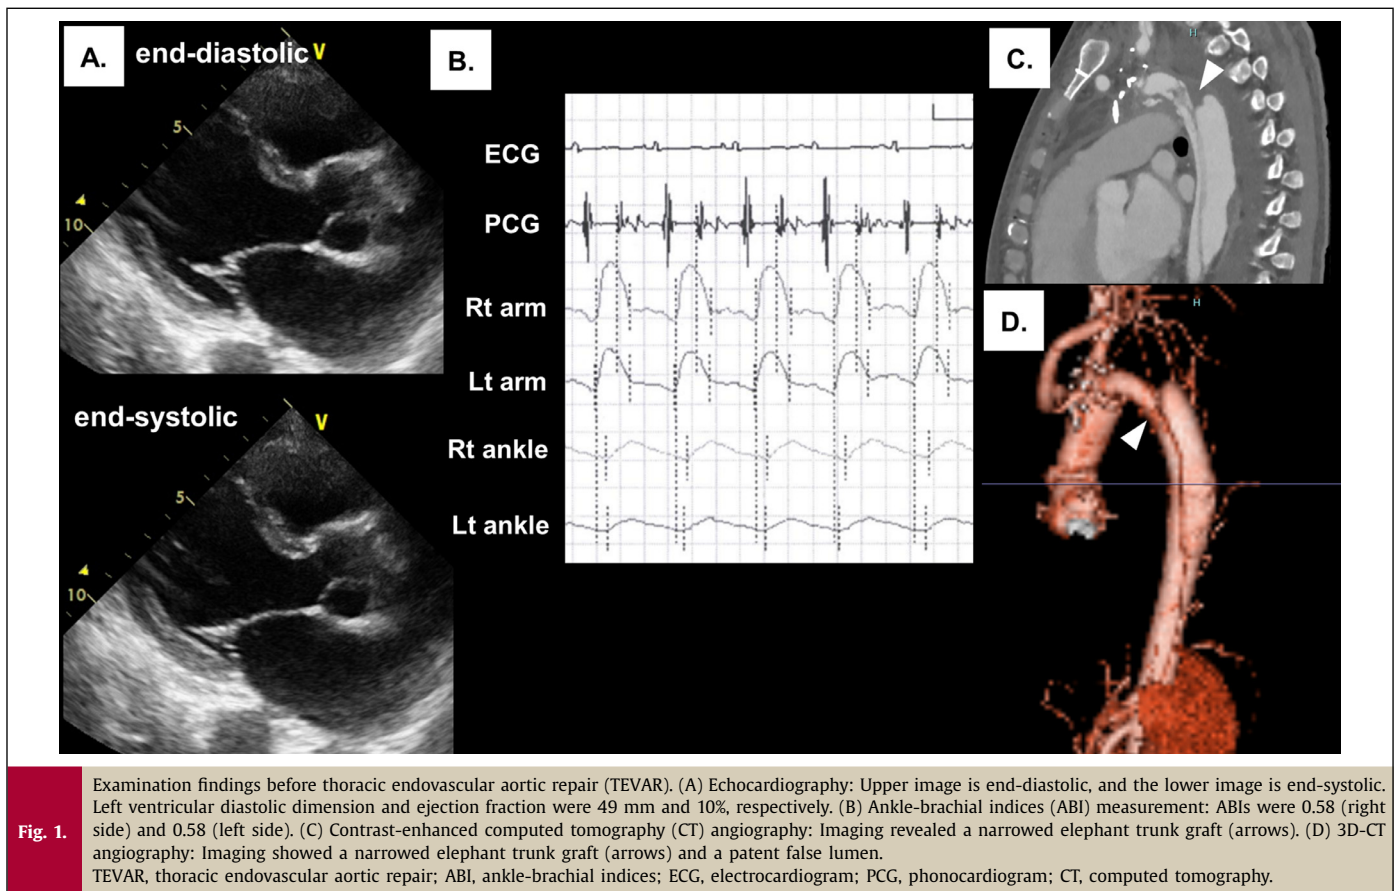 A.
end-diastolic
V
5
10
end-systolic
V
5
10
B.
ECG
PCG
Rt arm
Lt arm
Rt ankle
Lt ankle
C.
H
D.
H
Fig. 1.
Examination findings before thoracic endovascular aortic repair (TEVAR). (A) Echocardiography: Upper image is end-diastolic, and the lower image is end-systolic.
Left ventricular diastolic dimension and ejection fraction were 49 mm and 10%, respectively. (B) Ankle-brachial indices (ABI) measurement: ABIs were 0.58 (right
side) and 0.58 (left side). (C) Contrast-enhanced computed tomography (CT) angiography: Imaging revealed a narrowed elephant trunk graft (arrows). (D) 3D-CT
angiography: Imaging showed a narrowed elephant trunk graft (arrows) and a patent false lumen.
TEVAR, thoracic endovascular aortic repair; ABI, ankle-brachial indices; ECG, electrocardiogram; PCG, phonocardiogram; CT, computed tomography.